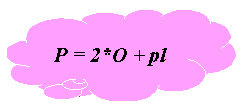 P = 2*O + pl